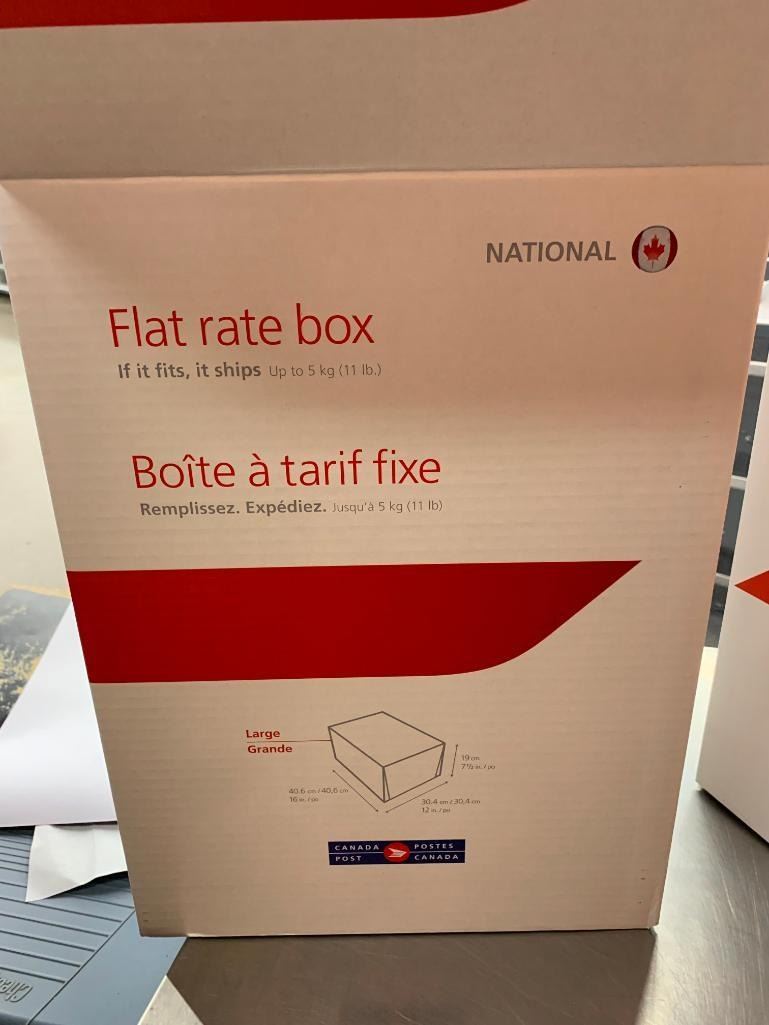 NATIONAL
Flat rate box
If it fits, it ships Up to 5 kg (11 lb.)
Boîte à tarif fixe
Remplissez. Expédiez. Jusqu'à 5 kg (11 lb)
Large
Grande
19 cm
7 ½ in. / po
40.6 cm / 40,6 cm
16 in. / po
30.4 cm / 30,4 cm
12 in. / po
CANADA POSTES
POST CANADA